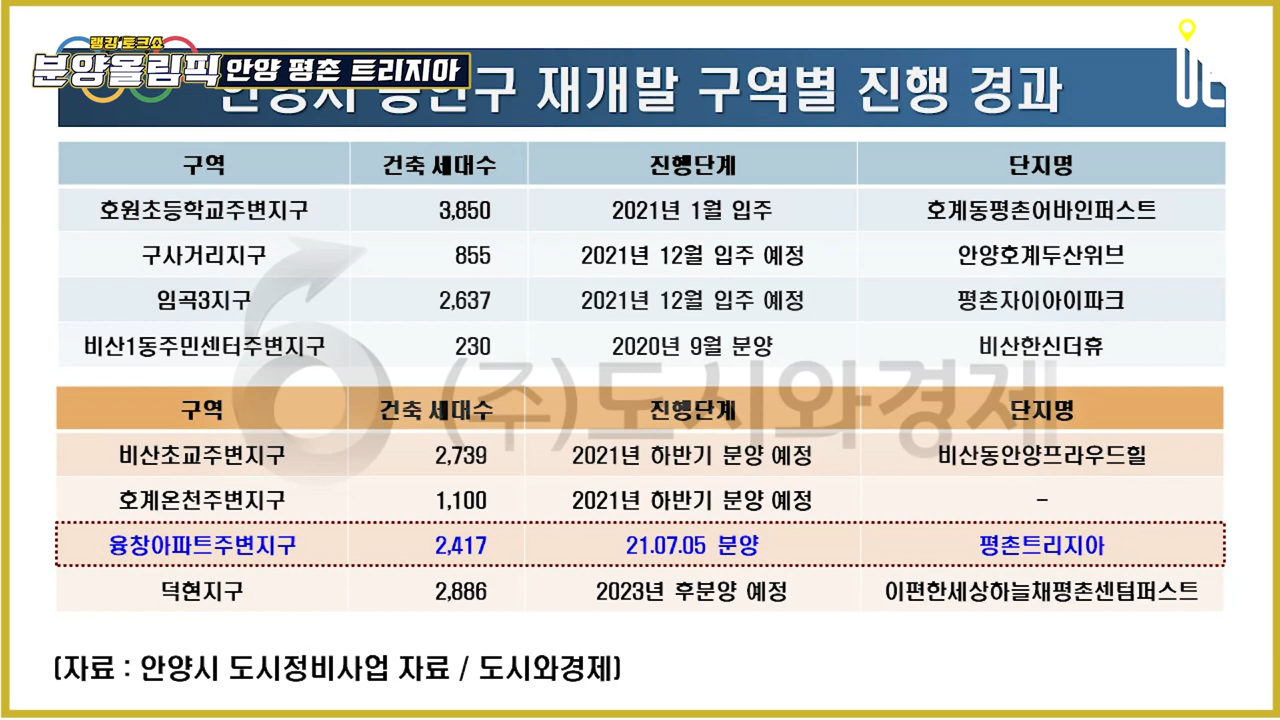 랭킹 토크쇼
분양올림픽 안양 평촌 트리지아
안양시 동안구 재개발 구역별 진행 경과
구역 건축 세대수 진행단계 단지명
호원초등학교주변지구 3,850 2021년 1월 입주 호계동평촌어바인퍼스트
구사거리지구 855 2021년 12월 입주 예정 안양호계두산위브
임곡3지구 2,637 2021년 12월 입주 예정 평촌자이아이파크
비산1동주민센터주변지구 230 2020년 9월 분양 비산한신더휴
(주)도시와경제
구역 건축 세대수 진행단계 단지명
비산초교주변지구 2,739 2021년 하반기 분양 예정 비산동안양프라우드힐
호계온천주변지구 1,100 2021년 하반기 분양 예정 -
융창아파트주변지구 2,417 21.07.05 분양 평촌트리지아
덕현지구 2,886 2023년 후분양 예정 이편한세상하늘채평촌센텀퍼스트
(자료 : 안양시 도시정비사업 자료 / 도시와경제)